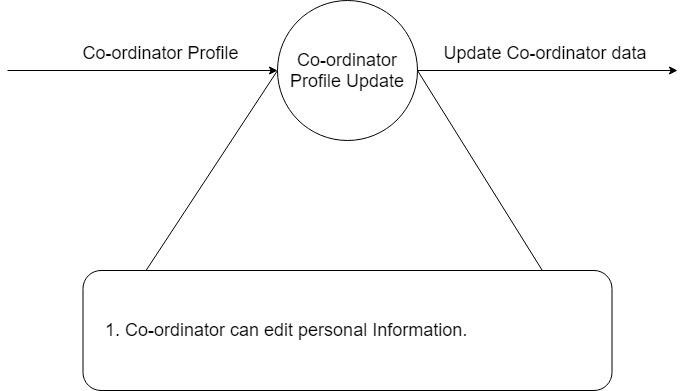 Co-ordinator Profile
Co-ordinator
Profile Update
Update Co-ordinator data
1. Co-ordinator can edit personal Information.